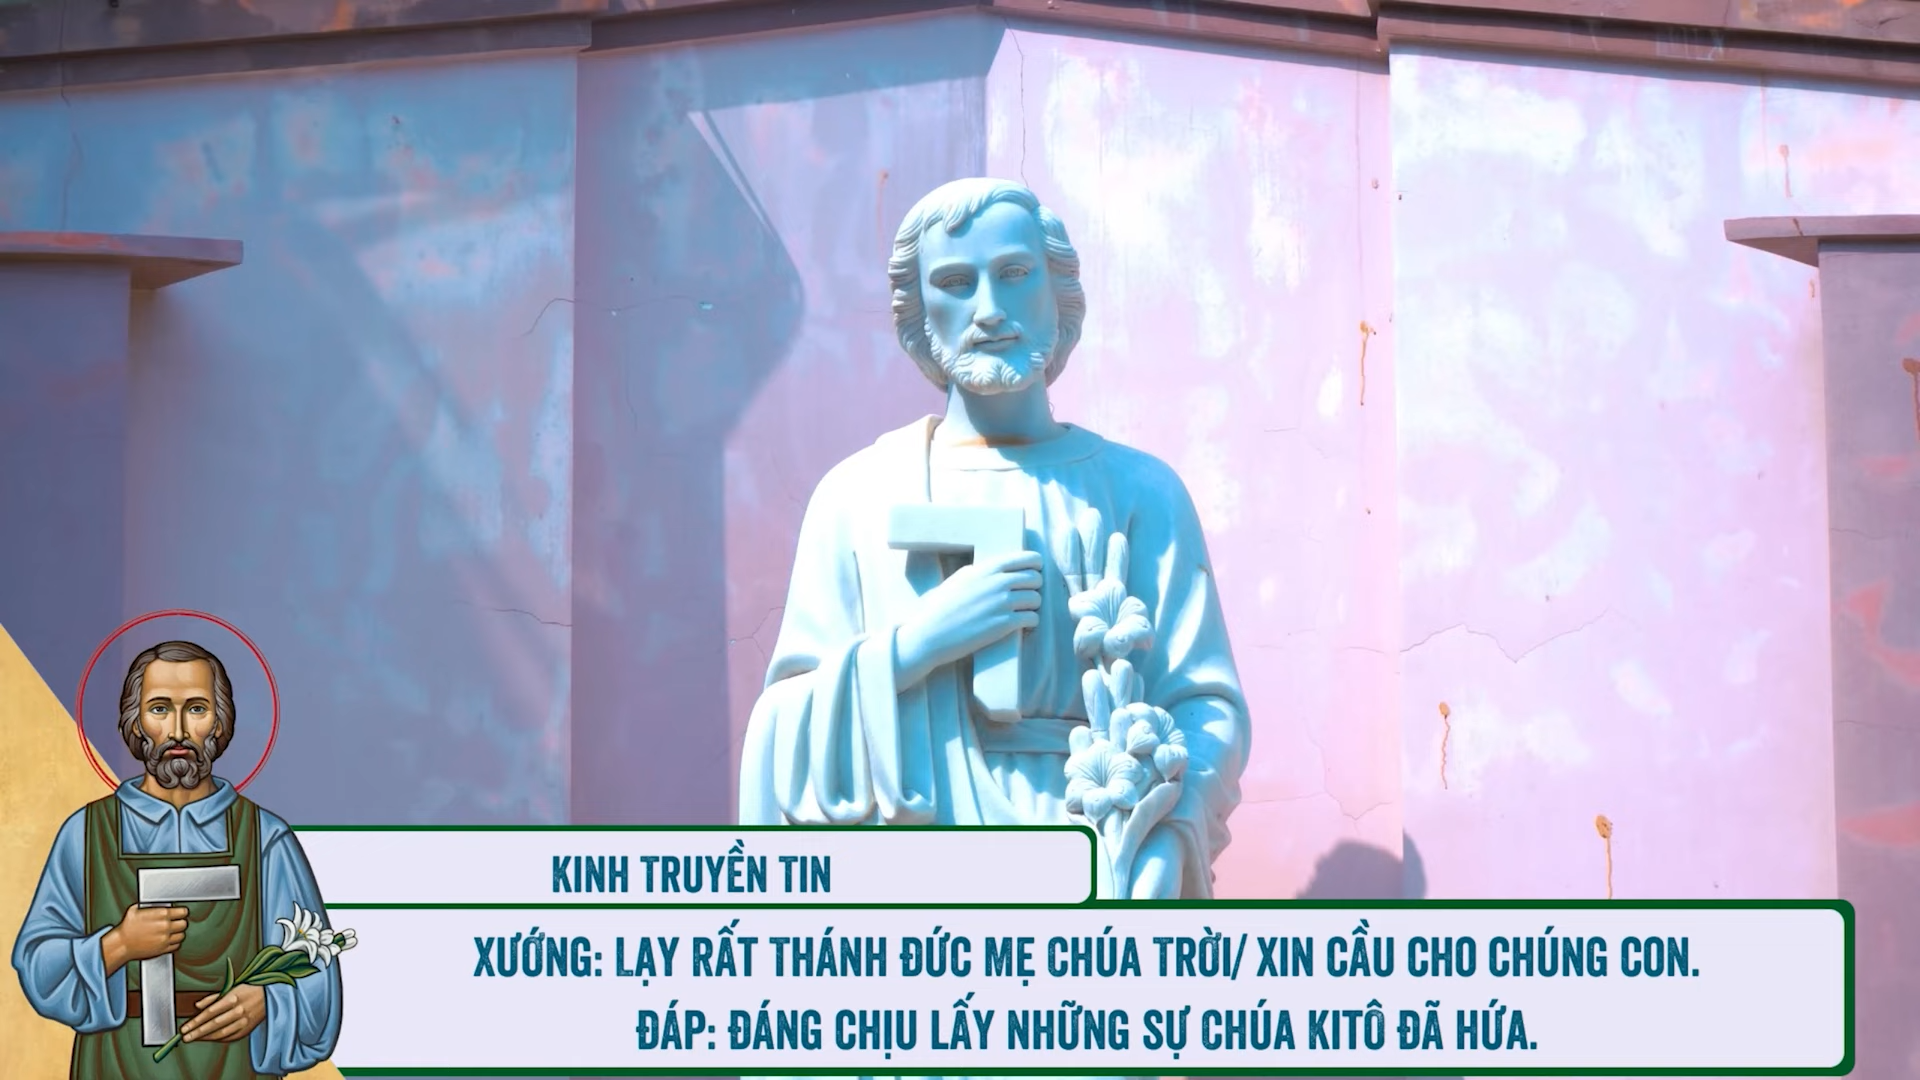 KINH TRUYỀN TIN
XƯỚNG: LẠY RẤT THÁNH ĐỨC MẸ CHÚA TRỜI/ XIN CẦU CHO CHÚNG CON.
ĐÁP: ĐÁNG CHỊU LẤY NHỮNG SỰ CHÚA KITÔ ĐÃ HỨA.